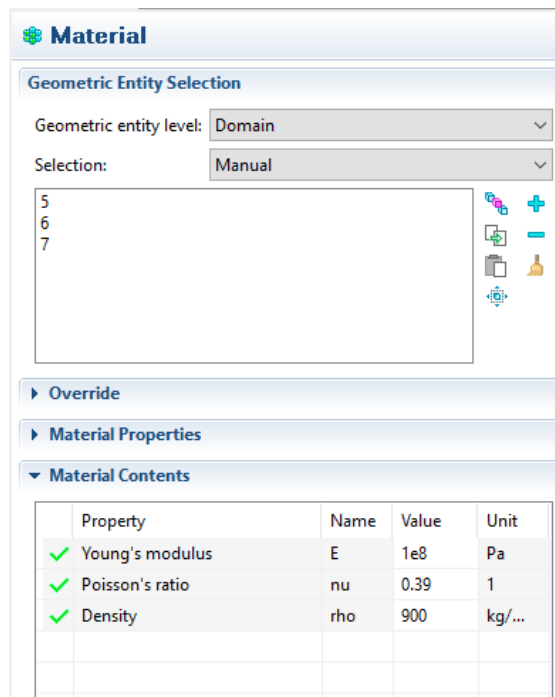 Material
Geometric Entity Selection
Geometric entity level: Domain
Selection: Manual
5
6
7
Override
Material Properties
Material Contents
Property Name Value Unit
Young's modulus E 1e8 Pa
Poisson's ratio nu 0.39 1
Density rho 900 kg/...